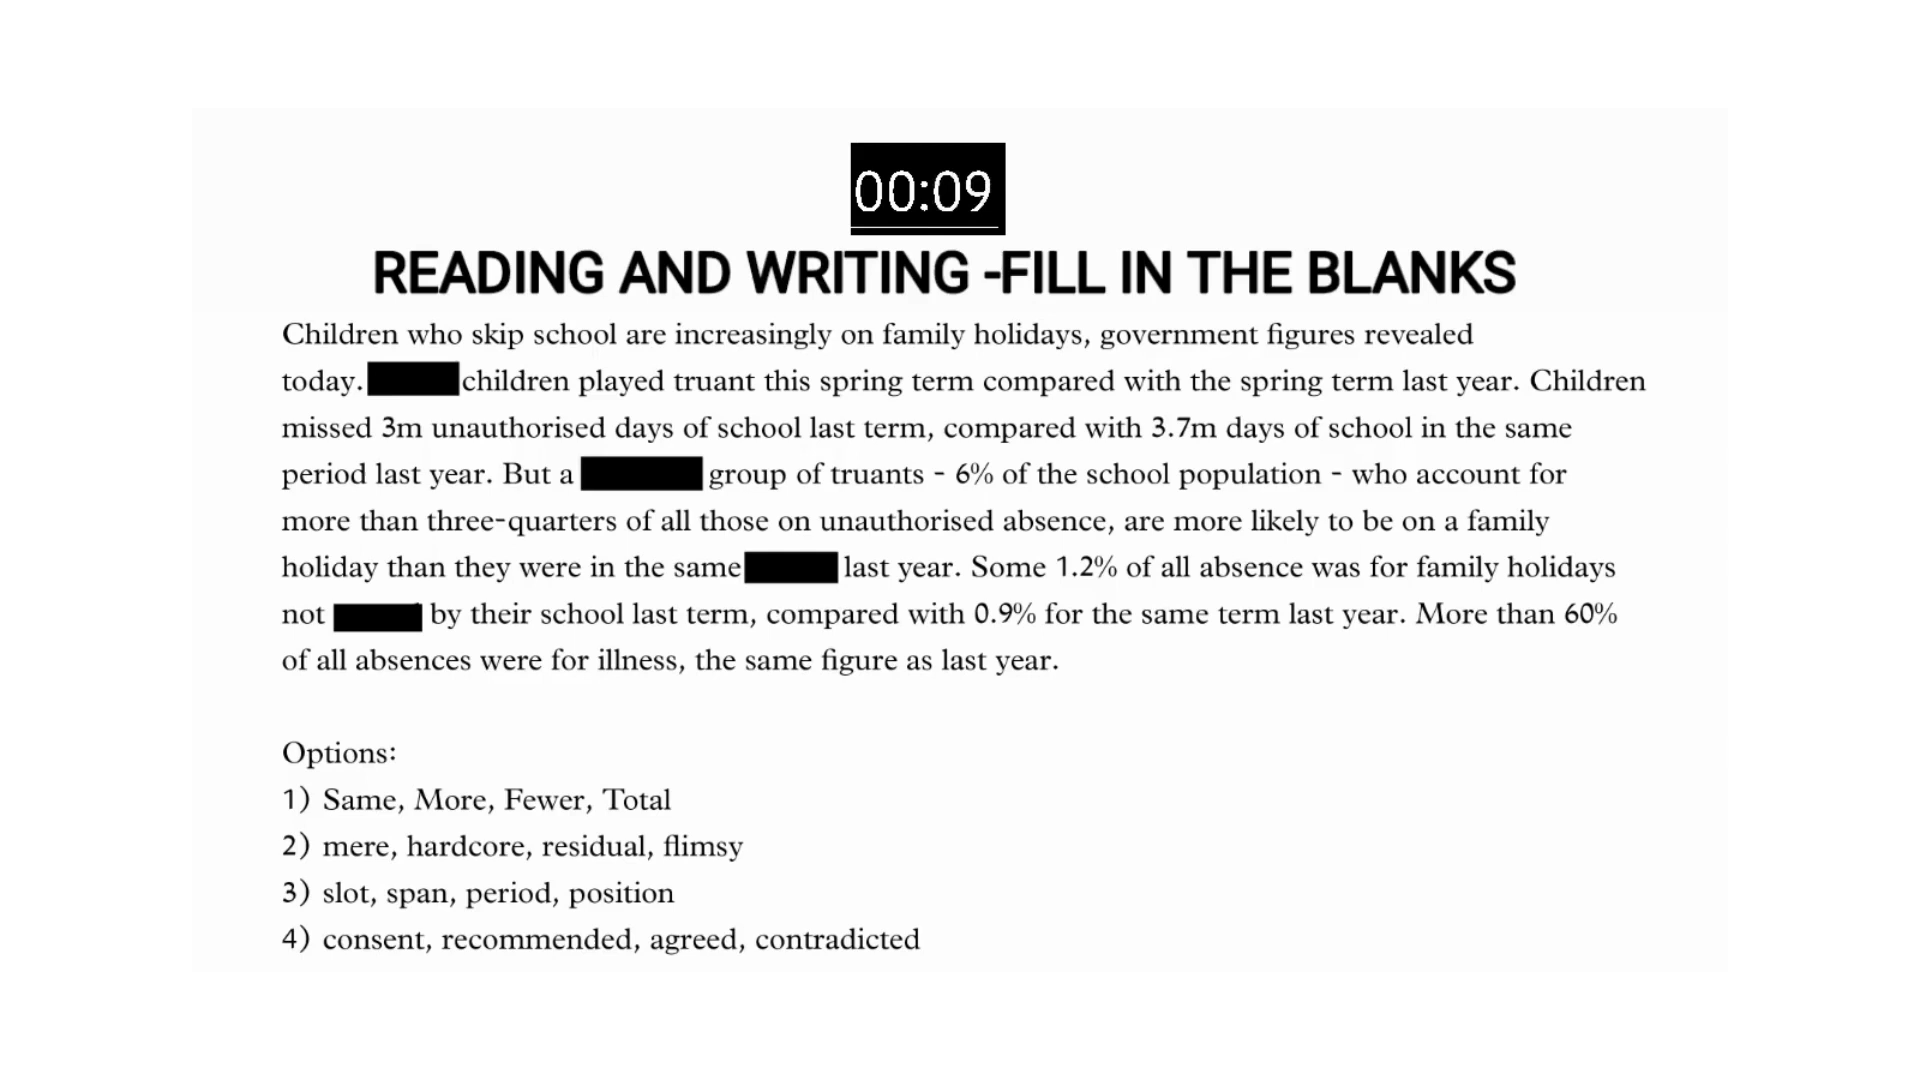 00:09
READING AND WRITING -FILL IN THE BLANKS
Children who skip school are increasingly on family holidays, government figures revealed
today. children played truant this spring term compared with the spring term last year. Children
missed 3m unauthorised days of school last term, compared with 3.7m days of school in the same
period last year. But a group of truants - 6% of the school population - who account for
more than three-quarters of all those on unauthorised absence, are more likely to be on a family
holiday than they were in the same last year. Some 1.2% of all absence was for family holidays
not by their school last term, compared with 0.9% for the same term last year. More than 60%
of all absences were for illness, the same figure as last year.
Options:
1) Same, More, Fewer, Total
2) mere, hardcore, residual, flimsy
3) slot, span, period, position
4) consent, recommended, agreed, contradicted